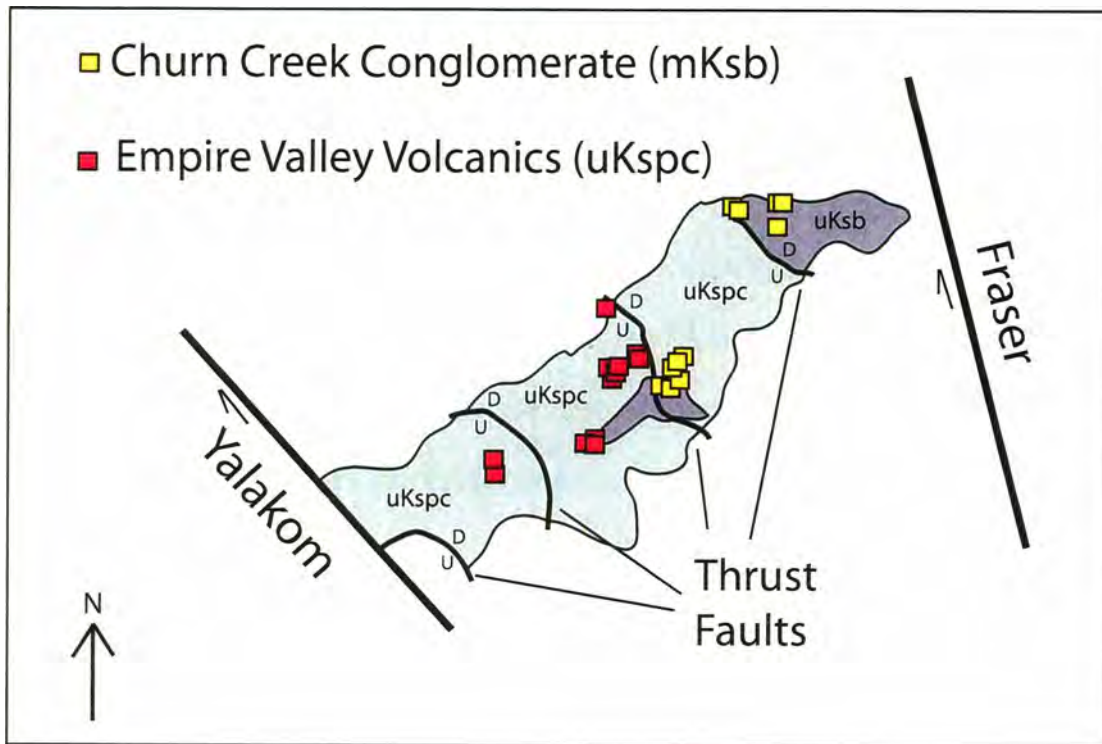 Churn Creek Conglomerate (mKsb)
Empire Valley Volcanics (uKspc)
uKsb
D
U
uKspc
D
U
Fraser
uKspc
D
U
Yalakom
uKspc
D
U
Thrust
Faults
N